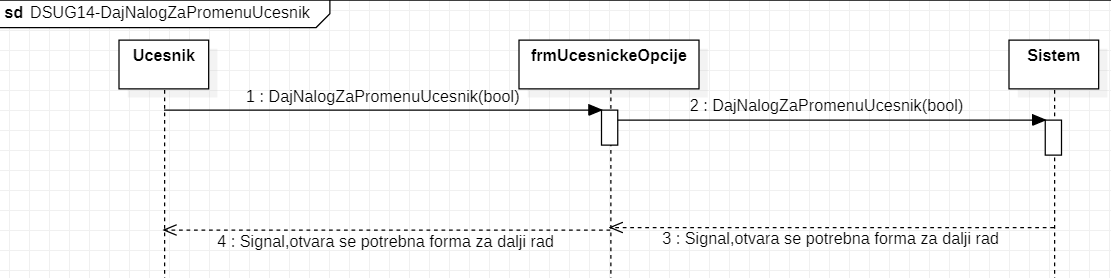 sd DSUG14-DajNalogZaPromenuUcesnik
Ucesnik
frmUcesnickeOpcije
Sistem
1 : DajNalogZaPromenuUcesnik(bool)
2 : DajNalogZaPromenuUcesnik(bool)
4 : Signal,otvara se potrebna forma za dalji rad
3 : Signal,otvara se potrebna forma za dalji rad